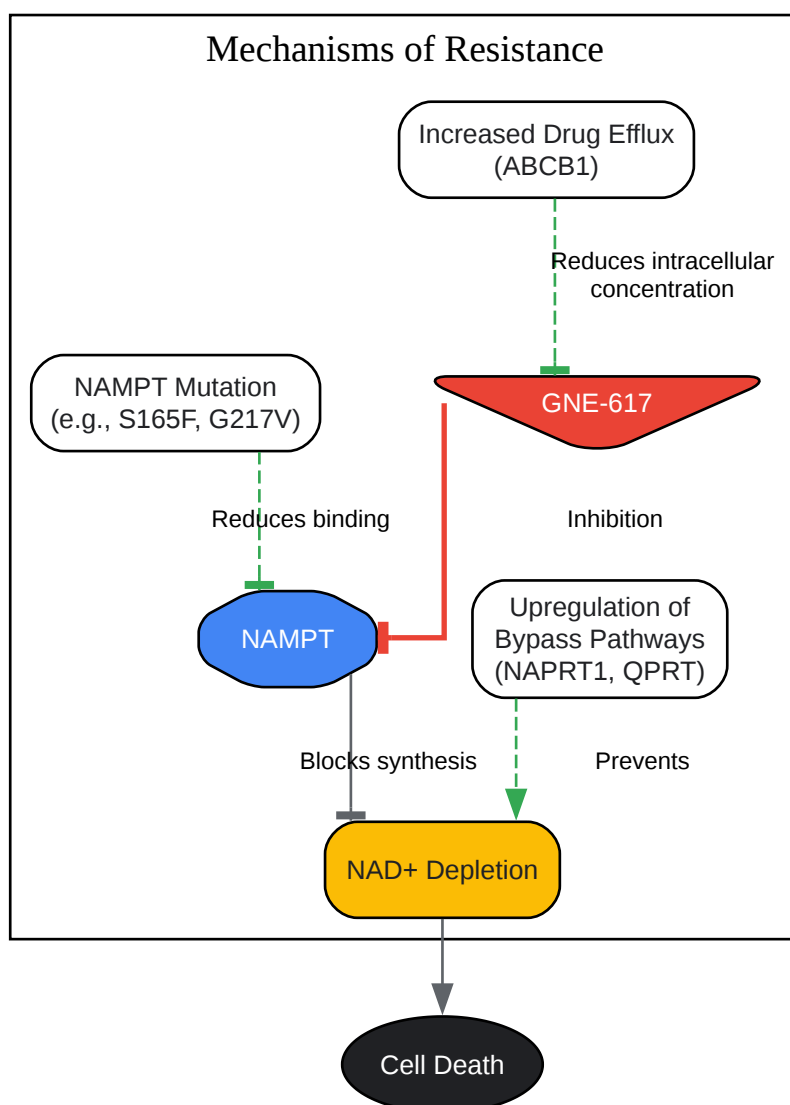 Mechanisms of Resistance
Increased Drug Efflux
(ABCB1)
Reduces intracellular
concentration
NAMPT Mutation
(e.g., S165F, G217V)
GNE-617
Reduces binding
Inhibition
Upregulation of
Bypass Pathways
(NAPRT1, QPRT)
NAMPT
Blocks synthesis
Prevents
NAD+ Depletion
Cell Death